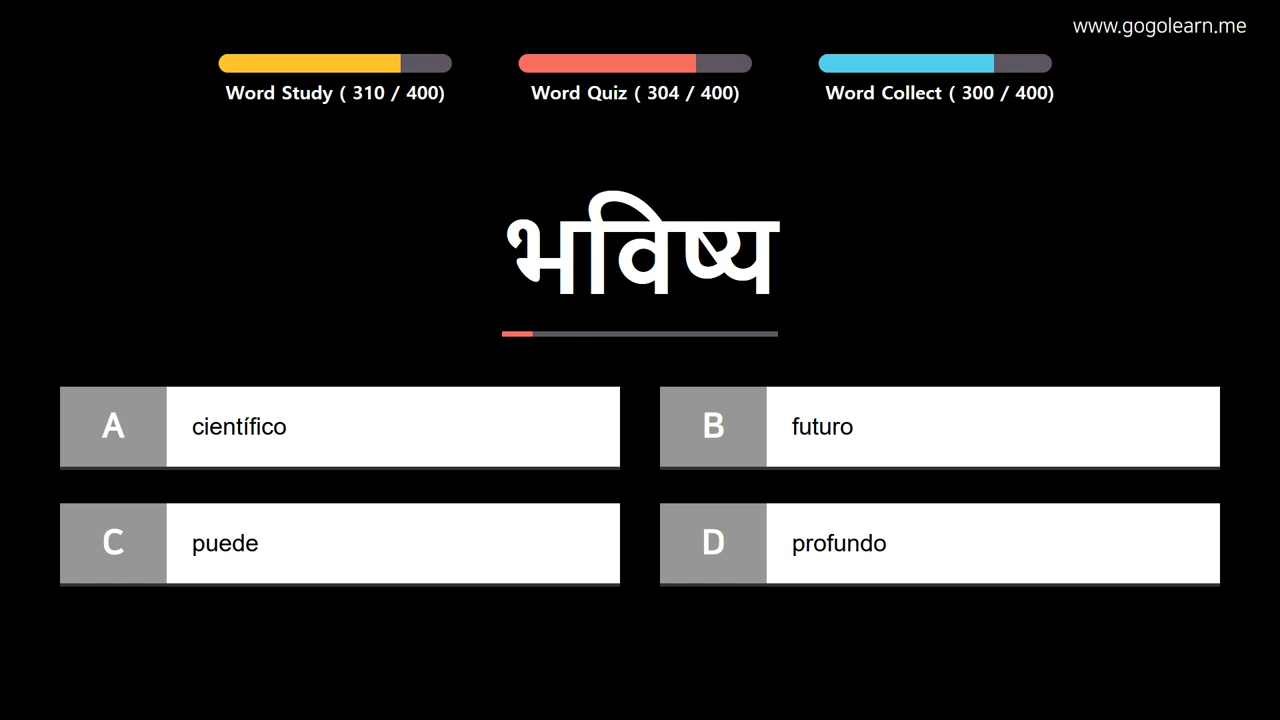 www.gogolearn.me
Word Study ( 310 / 400)
Word Quiz ( 304 / 400)
Word Collect ( 300 / 400)
भविष्य
A científico
B futuro
C puede
D profundo